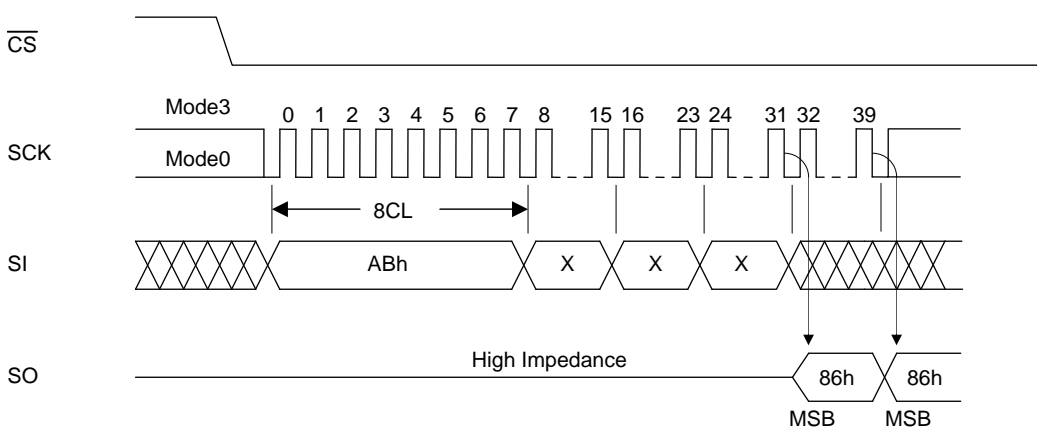 CS
Mode3
0 1 2 3 4 5 6 7 8 15 16 23 24 31 32 39
SCK
Mode0
8CL
SI
ABh X X X
High Impedance
SO
86h 86h
MSB MSB